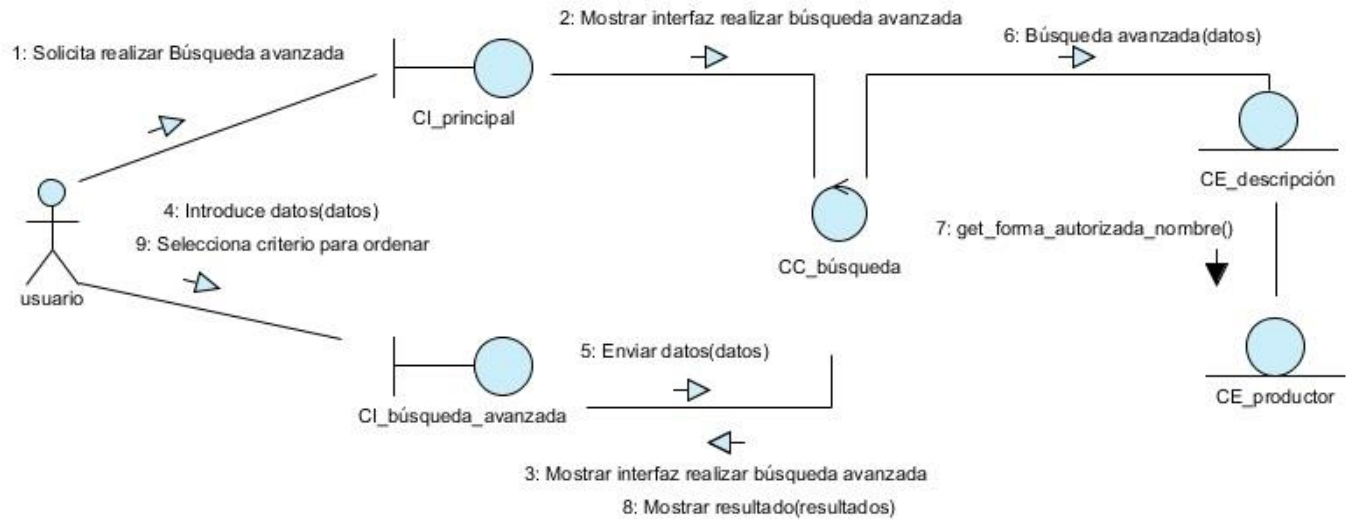 2: Mostrar interfaz realizar búsqueda avanzada
1: Solicita realizar Búsqueda avanzada
6: Búsqueda avanzada(datos)
CI_principal
CE_descripción
4: Introduce datos(datos)
9: Selecciona criterio para ordenar
7: get_forma_autorizada_nombre()
CC_búsqueda
usuario
5: Enviar datos(datos)
CI_búsqueda_avanzada
CE_productor
3: Mostrar interfaz realizar búsqueda avanzada
8: Mostrar resultado(resultados)